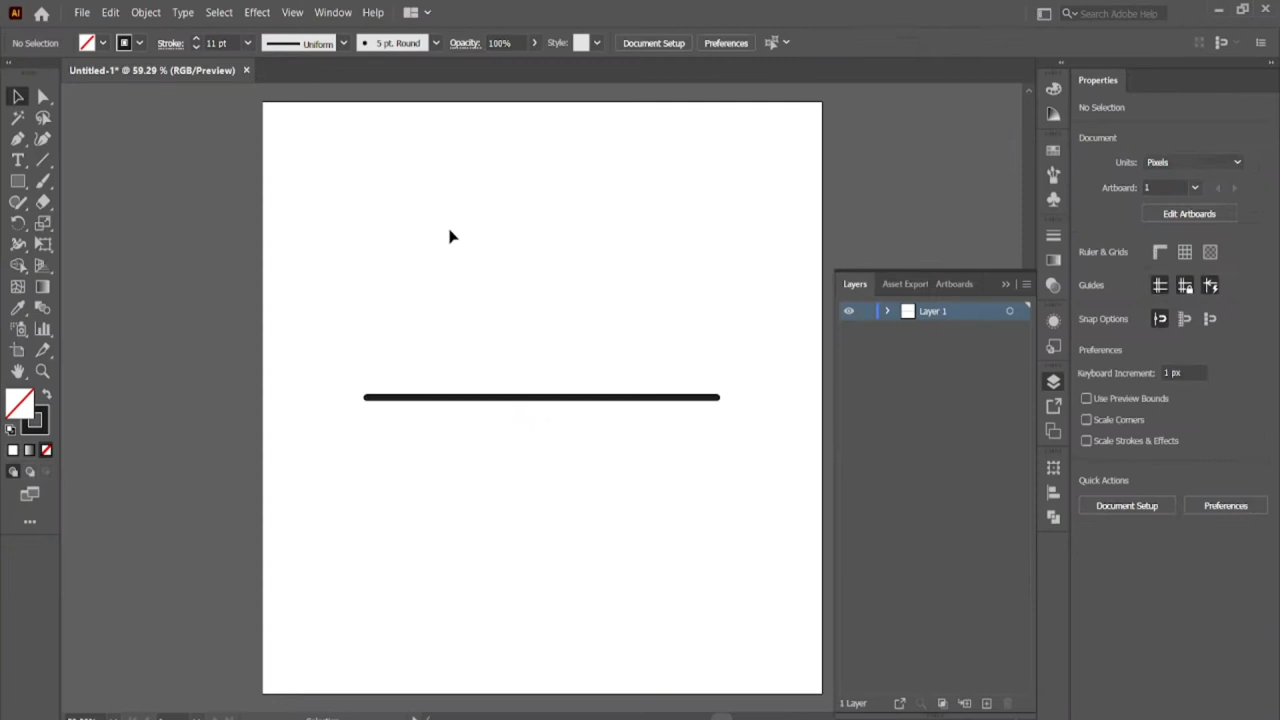 Ai File Edit Object Type Select Effect View Window Help Search Adobe Help
No Selection Stroke: 11 pt Uniform 5 pt. Round Opacity: 100% Style: Document Setup Preferences
Untitled-1* @ 59.29 % (RGB/Preview)
Properties
No Selection
Document
Units: Pixels
Artboard: 1
Edit Artboards
Ruler & Grids
Guides
Snap Options
Preferences
Keyboard Increment: 1 px
Use Preview Bounds
Scale Corners
Scale Strokes & Effects
Quick Actions
Document Setup Preferences
Layers Asset Export Artboards
Layer 1
1 Layer